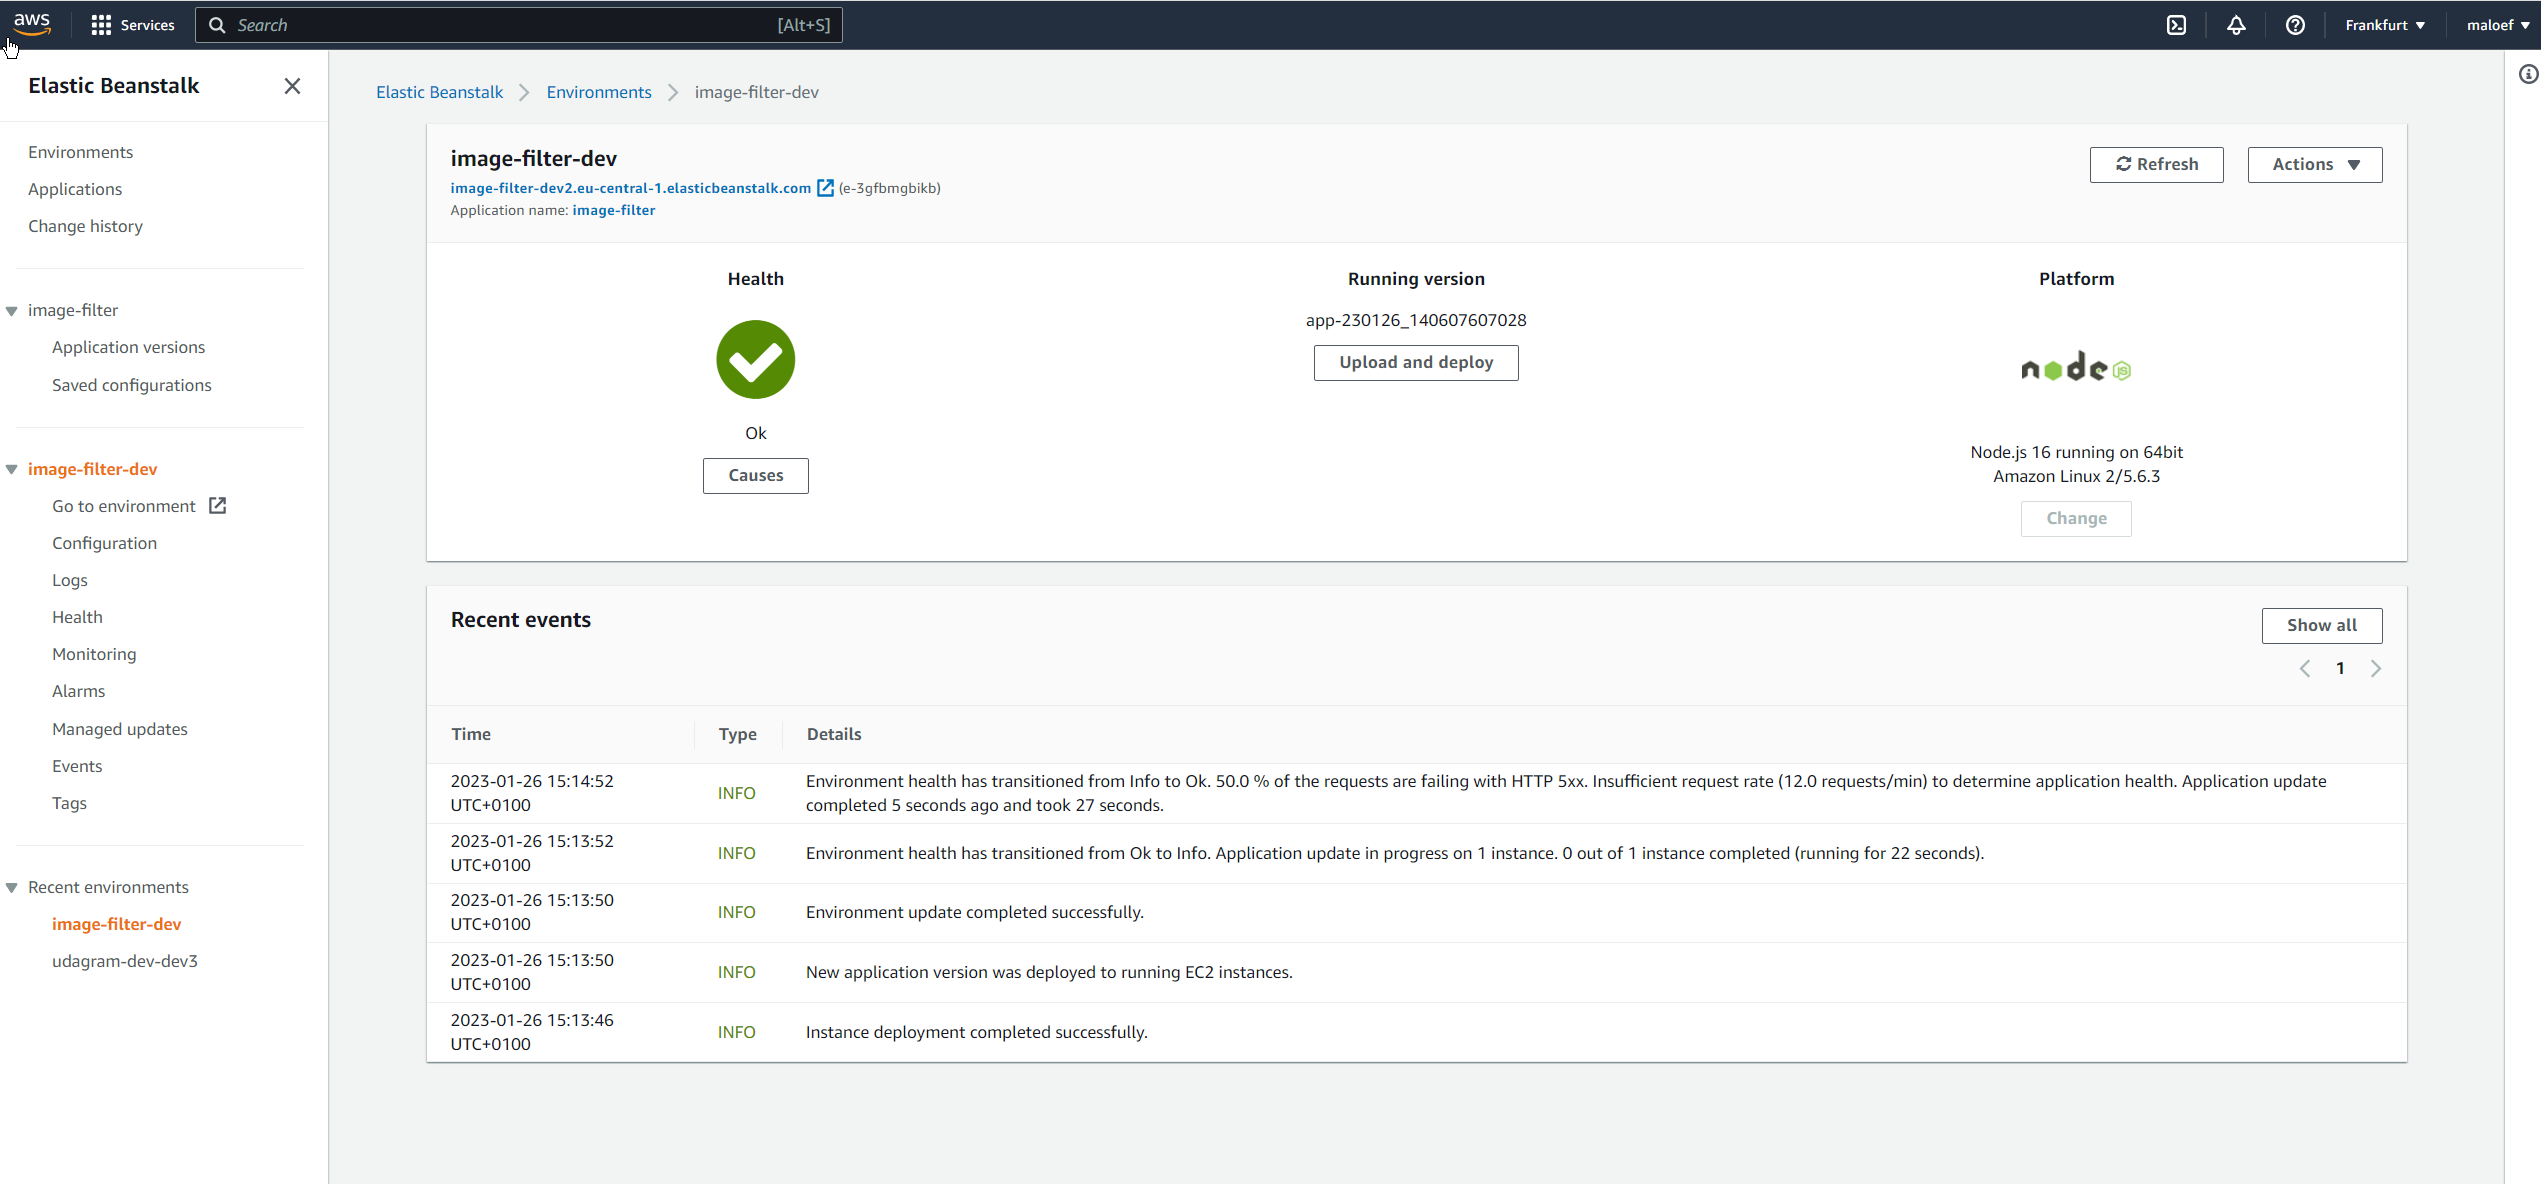 aws
Services
Search
[Alt+S]
Frankfurt
maloef
Elastic Beanstalk
Environments
Applications
Change history
image-filter
Application versions
Saved configurations
image-filter-dev
Go to environment
Configuration
Logs
Health
Monitoring
Alarms
Managed updates
Events
Tags
Recent environments
image-filter-dev
udagram-dev-dev3
Elastic Beanstalk
Environments
image-filter-dev
image-filter-dev
image-filter-dev2.eu-central-1.elasticbeanstalk.com (e-3gfbmgbikb)
Application name: image-filter
Refresh
Actions
Health
Ok
Causes
Running version
app-230126_140607607028
Upload and deploy
Platform
node JS
Node.js 16 running on 64bit
Amazon Linux 2/5.6.3
Change
Recent events
Show all
1
Time Type Details
2023-01-26 15:14:52
UTC+0100
INFO
Environment health has transitioned from Info to Ok. 50.0 % of the requests are failing with HTTP 5xx. Insufficient request rate (12.0 requests/min) to determine application health. Application update
completed 5 seconds ago and took 27 seconds.
2023-01-26 15:13:52
UTC+0100
INFO
Environment health has transitioned from Ok to Info. Application update in progress on 1 instance. 0 out of 1 instance completed (running for 22 seconds).
2023-01-26 15:13:50
UTC+0100
INFO
Environment update completed successfully.
2023-01-26 15:13:50
UTC+0100
INFO
New application version was deployed to running EC2 instances.
2023-01-26 15:13:46
UTC+0100
INFO
Instance deployment completed successfully.